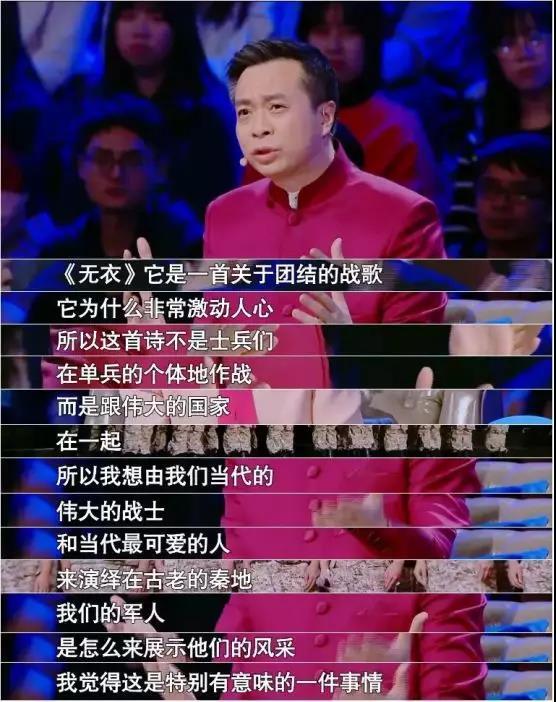 《无衣》它是一首关于团结的战歌
它为什么非常激动人心
所以这首诗不是士兵们
在单兵的个体地作战
而是跟伟大的国家
在一起
所以我想由我们当代的
伟大的战士
和当代最可爱的人
来演绎在古老的秦地
我们的军人
是怎么来展示他们的风采
我觉得这是特别有意味的一件事情